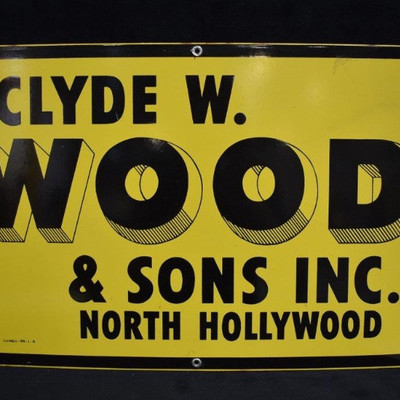 CLYDE W.
WOOD
& SONS INC.
NORTH HOLLYWOOD